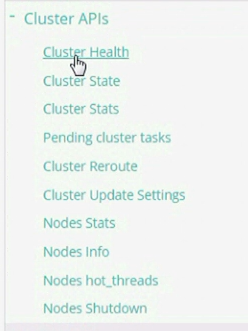 - Cluster APIs
Cluster Health
Cluster State
Cluster Stats
Pending cluster tasks
Cluster Reroute
Cluster Update Settings
Nodes Stats
Nodes Info
Nodes hot_threads
Nodes Shutdown